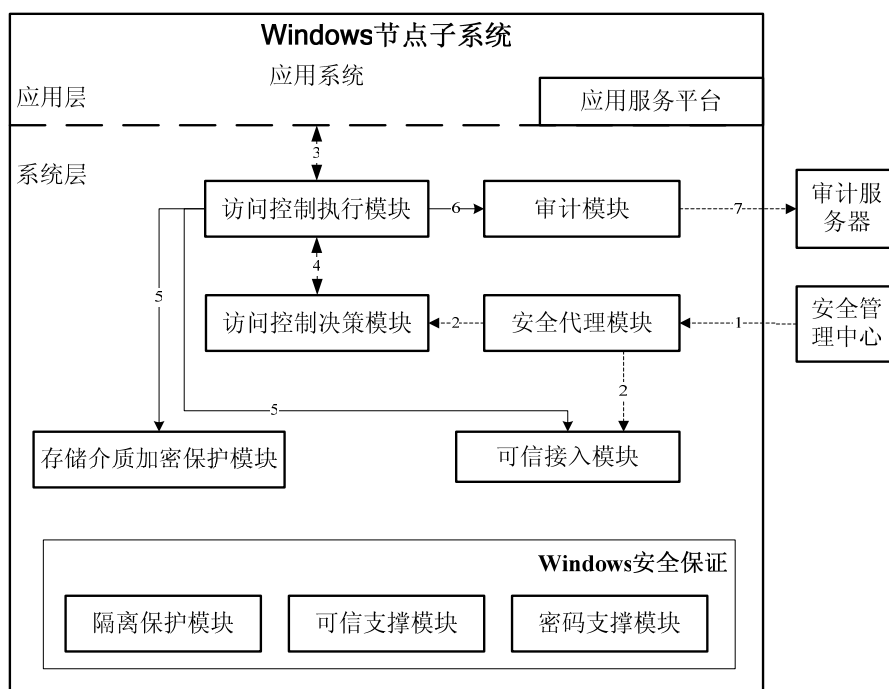 Windows节点子系统
应用系统
应用层
应用服务平台
3
系统层
访问控制执行模块
6
审计模块
7
审计服
务器
4
5
访问控制决策模块
2
安全代理模块
1
安全管
理中心
2
5
存储介质加密保护模块
可信接入模块
Windows安全保证
隔离保护模块
可信支撑模块
密码支撑模块